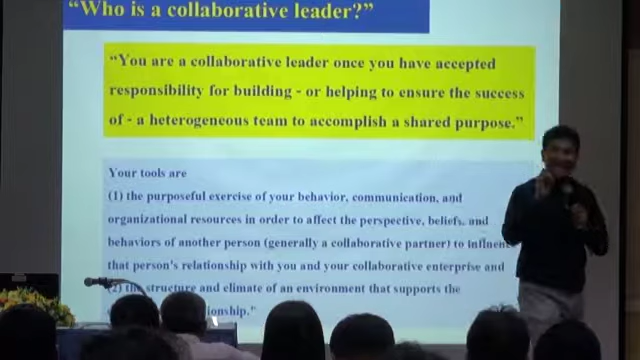 “Who is a collaborative leader?”
“You are a collaborative leader once you have accepted
responsibility for building - or helping to ensure the success
of - a heterogeneous team to accomplish a shared purpose.”
Your tools are
(1) the purposeful exercise of your behavior, communication, and
organizational resources in order to affect the perspective, beliefs, and
behaviors of another person (generally a collaborative partner) to
that person's relationship with you and your collaborative enterprise and
(2) the structure and climate of an environment that supports the